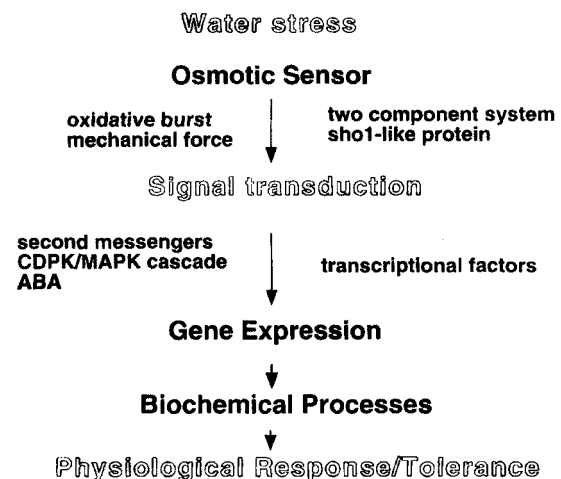 Water stress
Osmotic Sensor
oxidative burst
mechanical force
two component system
sho1-like protein
Signal transduction
second messengers
CDPK/MAPK cascade
ABA
transcriptional factors
Gene Expression
Biochemical Processes
Physiological Response/Tolerance